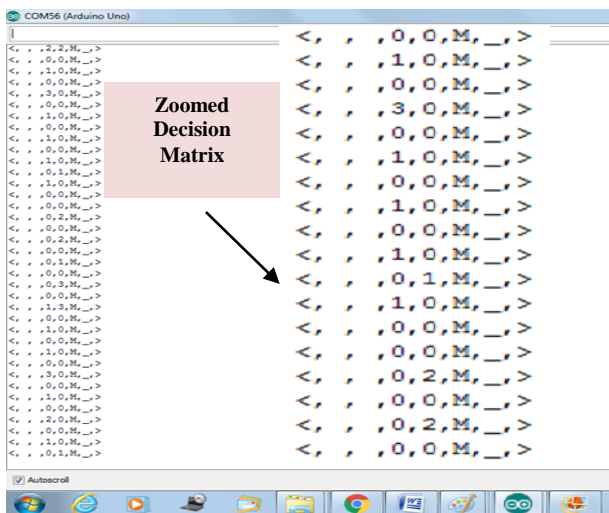 COM56 (Arduino Uno)
<, , ,2,2,M,_,>
<, , ,0,0,M,_,>
<, , ,1,0,M,_,>
<, , ,0,0,M,_,>
<, , ,3,0,M,_,>
<, , ,0,0,M,_,>
<, , ,1,0,M,_,>
<, , ,0,0,M,_,>
<, , ,1,0,M,_,>
<, , ,0,0,M,_,>
<, , ,1,0,M,_,>
<, , ,0,1,M,_,>
<, , ,1,0,M,_,>
<, , ,0,0,M,_,>
<, , ,0,0,M,_,>
<, , ,0,2,M,_,>
<, , ,0,0,M,_,>
<, , ,0,2,M,_,>
<, , ,0,0,M,_,>
<, , ,0,1,M,_,>
<, , ,0,0,M,_,>
<, , ,0,3,M,_,>
<, , ,0,0,M,_,>
<, , ,1,3,M,_,>
<, , ,0,0,M,_,>
<, , ,1,0,M,_,>
<, , ,0,0,M,_,>
<, , ,1,0,M,_,>
<, , ,0,0,M,_,>
<, , ,3,0,M,_,>
<, , ,0,0,M,_,>
<, , ,1,0,M,_,>
<, , ,0,0,M,_,>
<, , ,2,0,M,_,>
<, , ,0,0,M,_,>
<, , ,1,0,M,_,>
<, , ,0,1,M,_,>
Zoomed
Decision
Matrix
<, , ,0,0,M,_,>
<, , ,1,0,M,_,>
<, , ,0,0,M,_,>
<, , ,3,0,M,_,>
<, , ,0,0,M,_,>
<, , ,1,0,M,_,>
<, , ,0,0,M,_,>
<, , ,1,0,M,_,>
<, , ,0,0,M,_,>
<, , ,1,0,M,_,>
<, , ,0,1,M,_,>
<, , ,1,0,M,_,>
<, , ,0,0,M,_,>
<, , ,0,0,M,_,>
<, , ,0,2,M,_,>
<, , ,0,0,M,_,>
<, , ,0,2,M,_,>
<, , ,0,0,M,_,>
Autoscroll